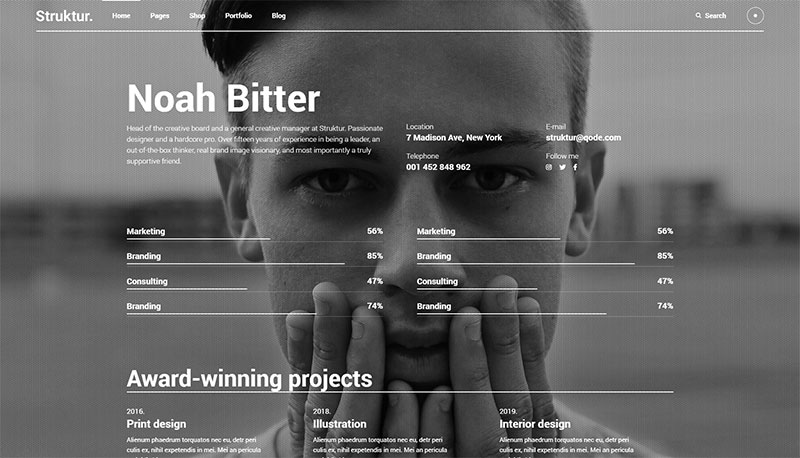 Struktur.
Home Pages Shop Portfolio Blog Search
Noah Bitter
Head of the creative board and a general creative manager at Struktur. Passionate
designer and a hardcore pro. Over fifteen years of experience in being a leader, an
out-of-the-box thinker, real brand image visionary, and most importantly a truly
supportive friend.
Location
7 Madison Ave, New York
Telephone
001 452 848 962
E-mail
struktur@qode.com
Follow me
Marketing 56%
Branding 85%
Consulting 47%
Branding 74%
Marketing 56%
Branding 85%
Consulting 47%
Branding 74%
Award-winning projects
2016.
Print design
Alienum phaedrum torquatos nec eu, detr peri
culis ex, nihil expetendis in mei. Mei an pericula
2018.
Illustration
Alienum phaedrum torquatos nec eu, detr peri
culis ex, nihil expetendis in mei. Mei an pericula
2019.
Interior design
Alienum phaedrum torquatos nec eu, detr peri
culis ex, nihil expetendis in mei. Mei an pericula